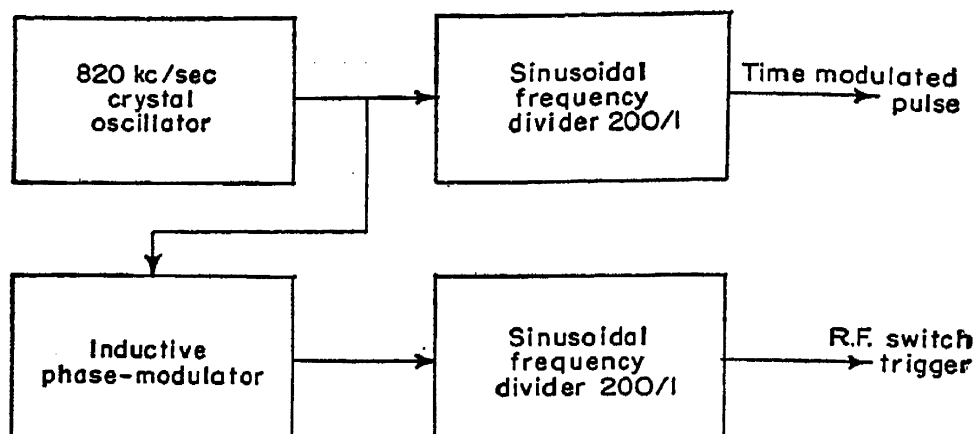 820 kc/sec
crystal
oscillator
Sinusoidal
frequency
divider 200/1
Time modulated
pulse
Inductive
phase-modulator
Sinusoidal
frequency
divider 200/1
R.F. switch
trigger